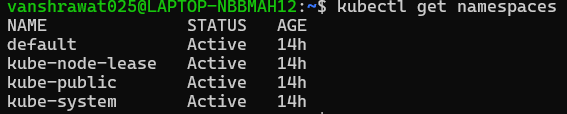 vanshrawat025@LAPTOP-NBBMAH12:~$ kubectl get namespaces
NAME              STATUS   AGE
default           Active   14h
kube-node-lease   Active   14h
kube-public       Active   14h
kube-system       Active   14h